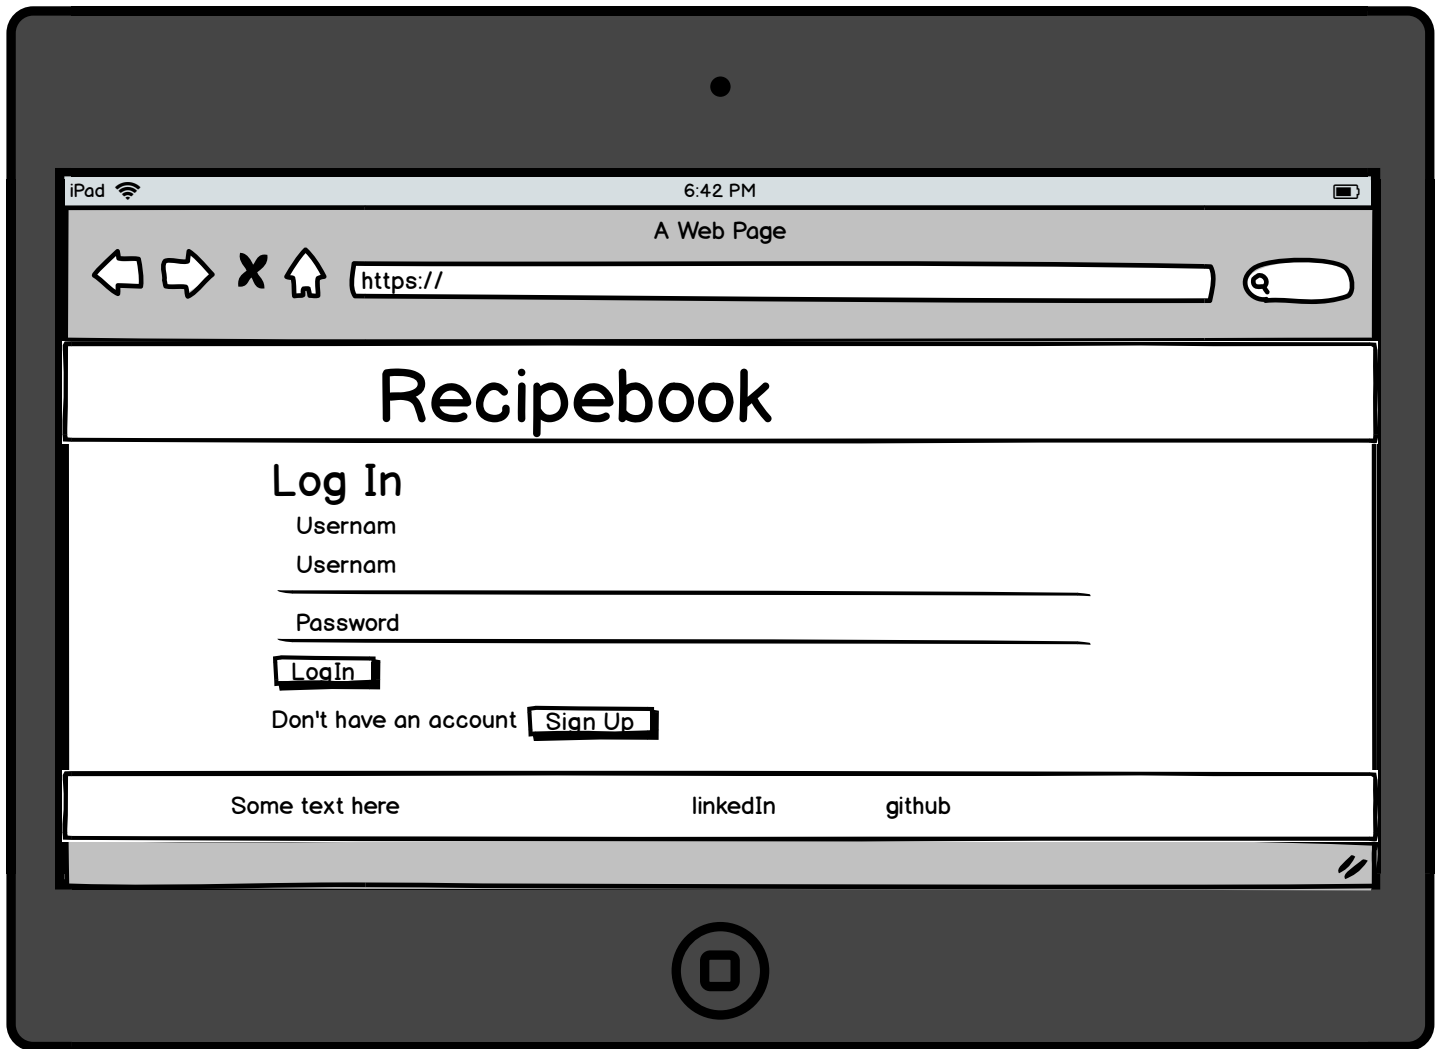 iPad 6:42 PM
A Web Page
https://
Recipebook
Log In
Usernam
Usernam
Password
LogIn
Don't have an account Sign Up
Some text here linkedIn github